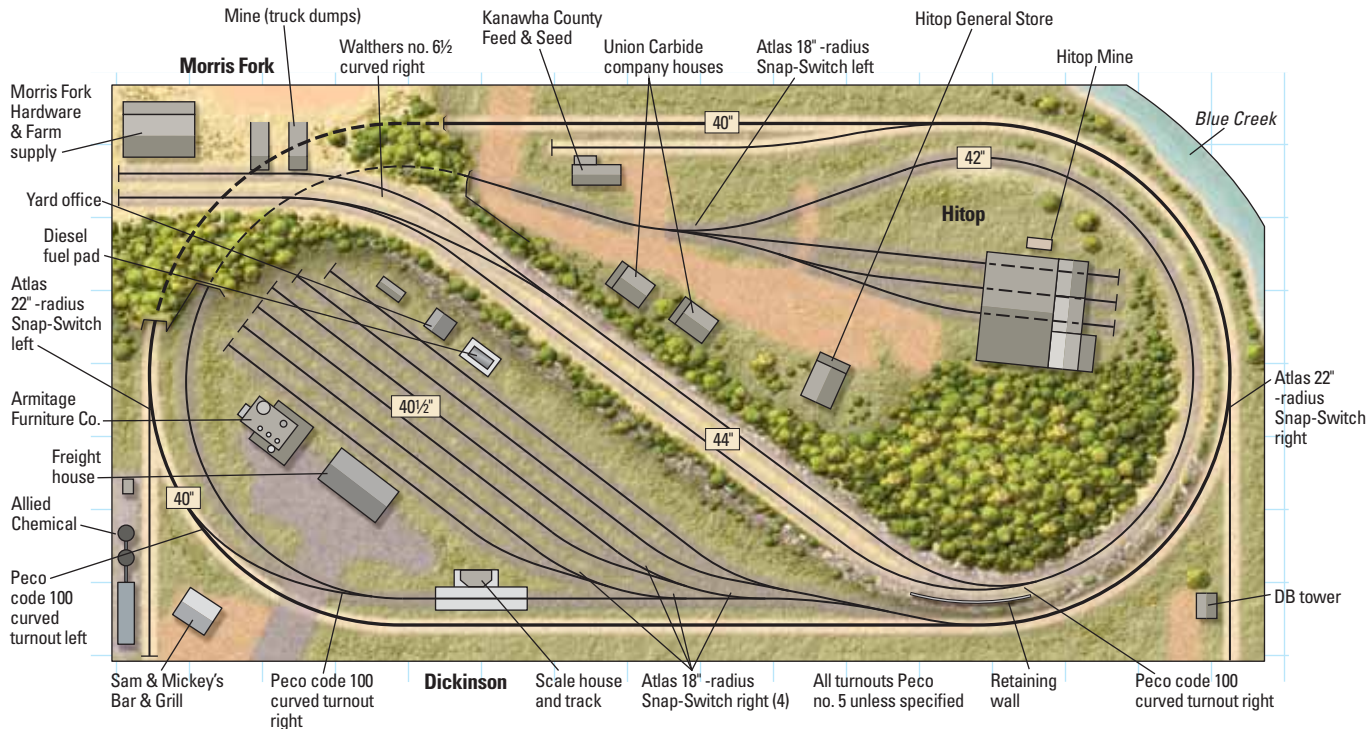 Mine (truck dumps)
Morris Fork
Walthers no. 6½
curved right
Kanawha County
Feed & Seed
Union Carbide
company houses
Atlas 18" -radius
Snap-Switch left
Hitop General Store
Hitop Mine
Blue Creek
Morris Fork
Hardware
& Farm
supply
40"
42"
Yard office
Hitop
Diesel
fuel pad
Atlas
22" -radius
Snap-Switch
left
Armitage
Furniture Co.
40½"
44"
Atlas 22"
-radius
Snap-Switch
right
Freight
house
40"
Allied
Chemical
Peco
code 100
curved
turnout left
DB tower
Sam & Mickey's
Bar & Grill
Peco code 100
curved turnout
right
Dickinson
Scale house
and track
Atlas 18" -radius
Snap-Switch right (4)
All turnouts Peco
no. 5 unless specified
Retaining
wall
Peco code 100
curved turnout right